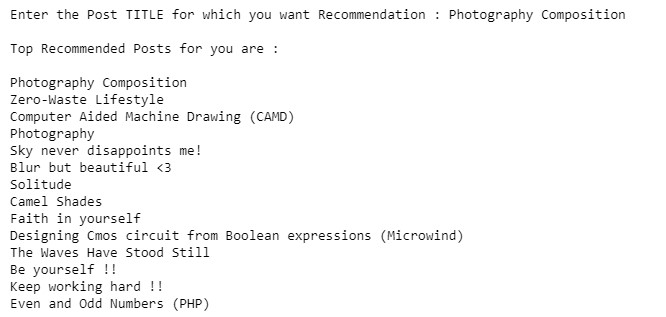 Enter the Post TITLE for which you want Recommendation : Photography Composition
Top Recommended Posts for you are :
Photography Composition
Zero-Waste Lifestyle
Computer Aided Machine Drawing (CAMD)
Photography
Sky never disappoints me!
Blur but beautiful <3
Solitude
Camel Shades
Faith in yourself
Designing Cmos circuit from Boolean expressions (Microwind)
The Waves Have Stood Still
Be yourself !!
Keep working hard !!
Even and Odd Numbers (PHP)